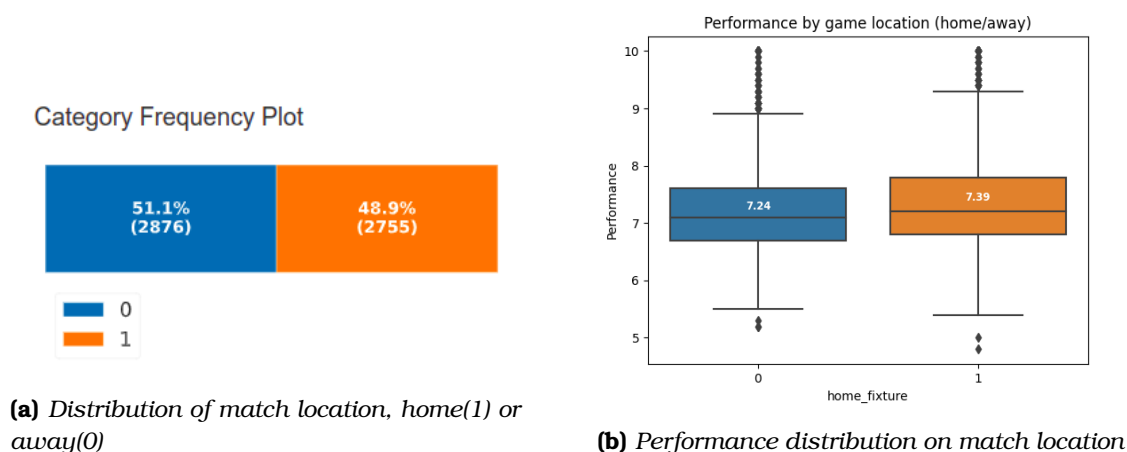 Category Frequency Plot
51.1%
(2876)
48.9%
(2755)
0
1
(a) Distribution of match location, home(1) or
away(0)
Performance by game location (home/away)
Performance
10
9
8
7
6
5
7.24
7.39
0
1
home_fixture
(b) Performance distribution on match location